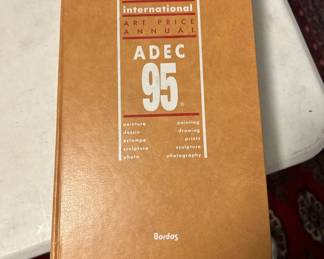 international
ART PRICE
ANNUAL
ADEC
95
peinture painting
dessin drawing
estampe prints
sculpture sculpture
photo photography
Bordas